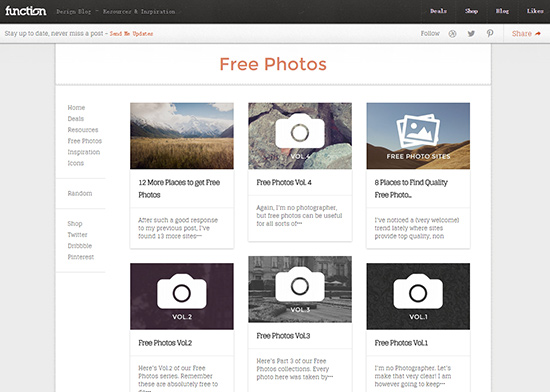 function
Design Blog ~ Resources & Inspiration
Deals
Shop
Blog
Likes
Stay up to date, never miss a post ~ Send Me Updates
Follow
Share
Free Photos
Home
Deals
Resources
Free Photos
Inspiration
Icons
Random
Shop
Twitter
Dribbble
Pinterest
12 More Places to get Free
Photos
After such a good response
to my previous post, I've
found 13 more sites···
VOL.4
Free Photos Vol. 4
Again, I'm no photographer,
but free photos can be useful
for all sorts of···
FREE PHOTO SITES
8 Places to Find Quality
Free Photo...
I've noticed a (very welcome)
trend lately where sites
provide top quality, non
VOL.2
Free Photos Vol.2
Here's Vol.2 of our Free
Photos series. Remember
these are absolutely free to
VOL.3
Free Photos Vol.3
Here's Part 3 of our Free
Photos collections. Every
photo here was taken by···
VOL.1
Free Photos Vol.1
I'm no Photographer. Let's
make that very clear! I am
however going to keep···